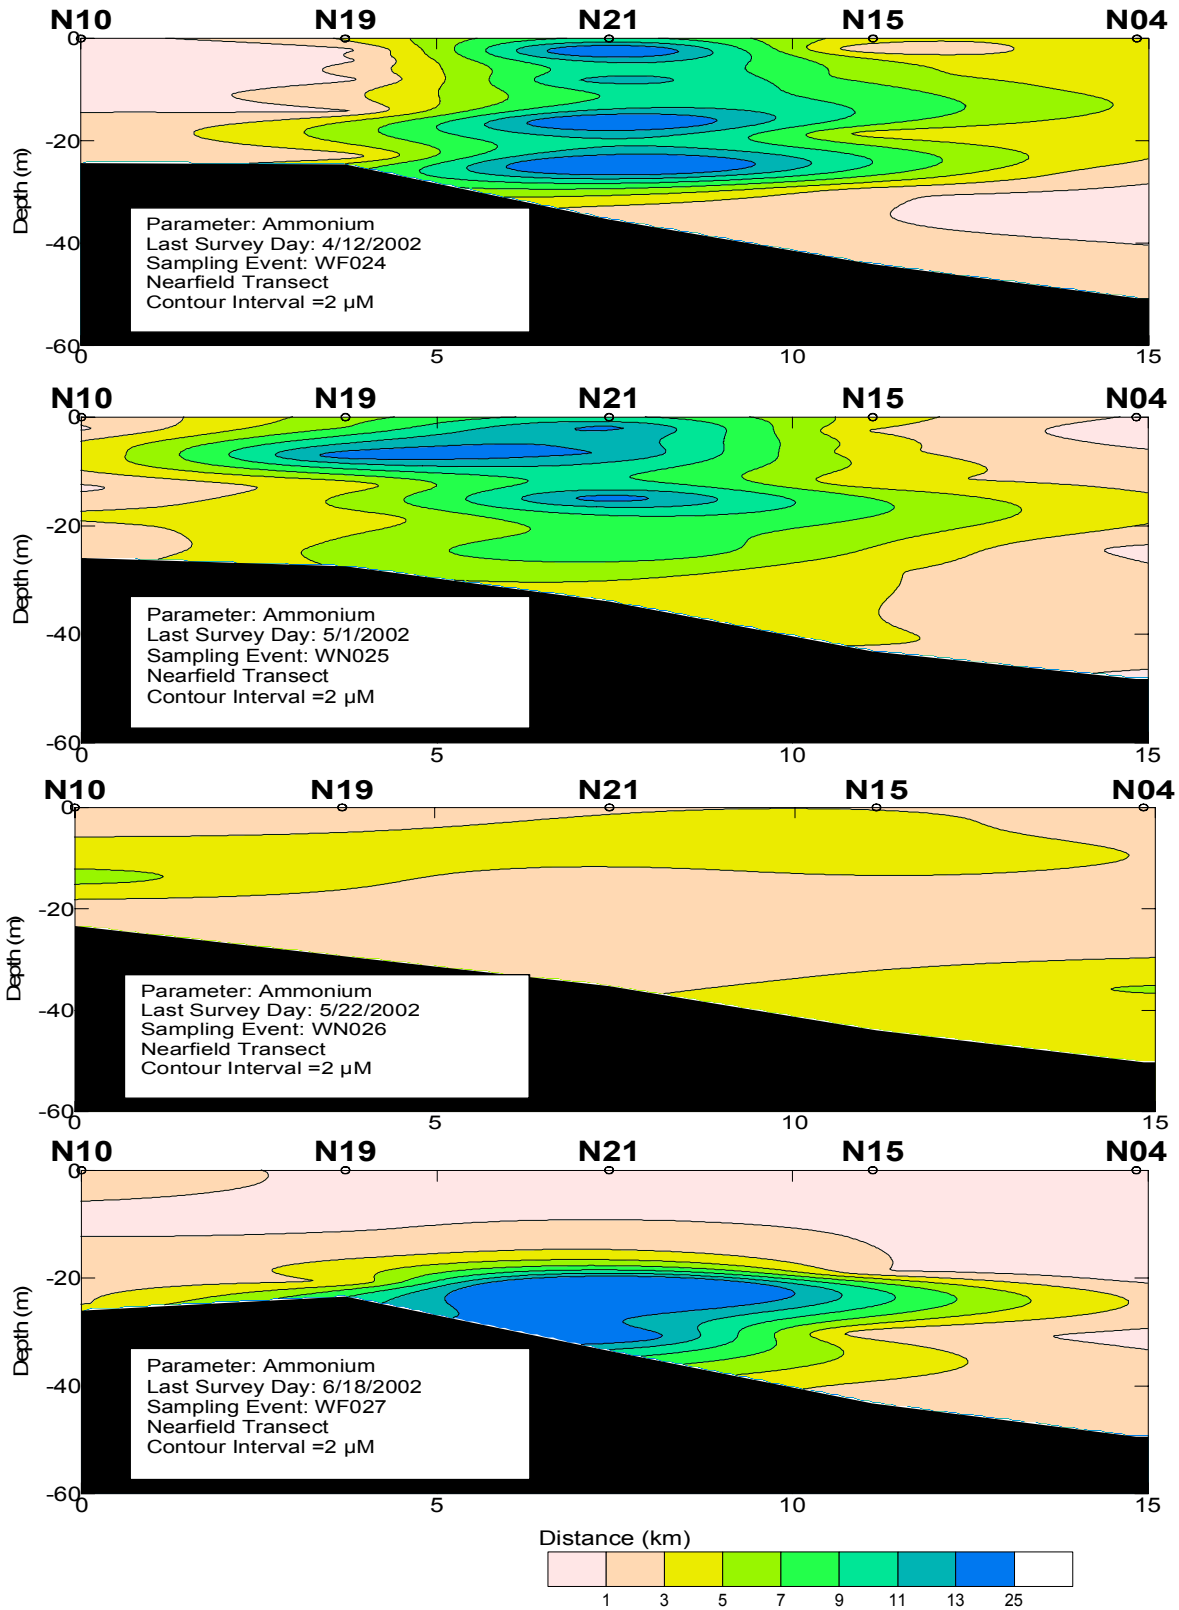 N10 N19 N21 N15 N04
0
-20
-40
-60
Depth (m)
Parameter: Ammonium
Last Survey Day: 4/12/2002
Sampling Event: WF024
Nearfield Transect
Contour Interval =2 µM
0 5 10 15
N10 N19 N21 N15 N04
0
-20
-40
-60
Depth (m)
Parameter: Ammonium
Last Survey Day: 5/1/2002
Sampling Event: WN025
Nearfield Transect
Contour Interval =2 µM
0 5 10 15
N10 N19 N21 N15 N04
0
-20
-40
-60
Depth (m)
Parameter: Ammonium
Last Survey Day: 5/22/2002
Sampling Event: WN026
Nearfield Transect
Contour Interval =2 µM
0 5 10 15
N10 N19 N21 N15 N04
0
-20
-40
-60
Depth (m)
Parameter: Ammonium
Last Survey Day: 6/18/2002
Sampling Event: WF027
Nearfield Transect
Contour Interval =2 µM
0 5 10 15
Distance (km)
1 3 5 7 9 11 13 25